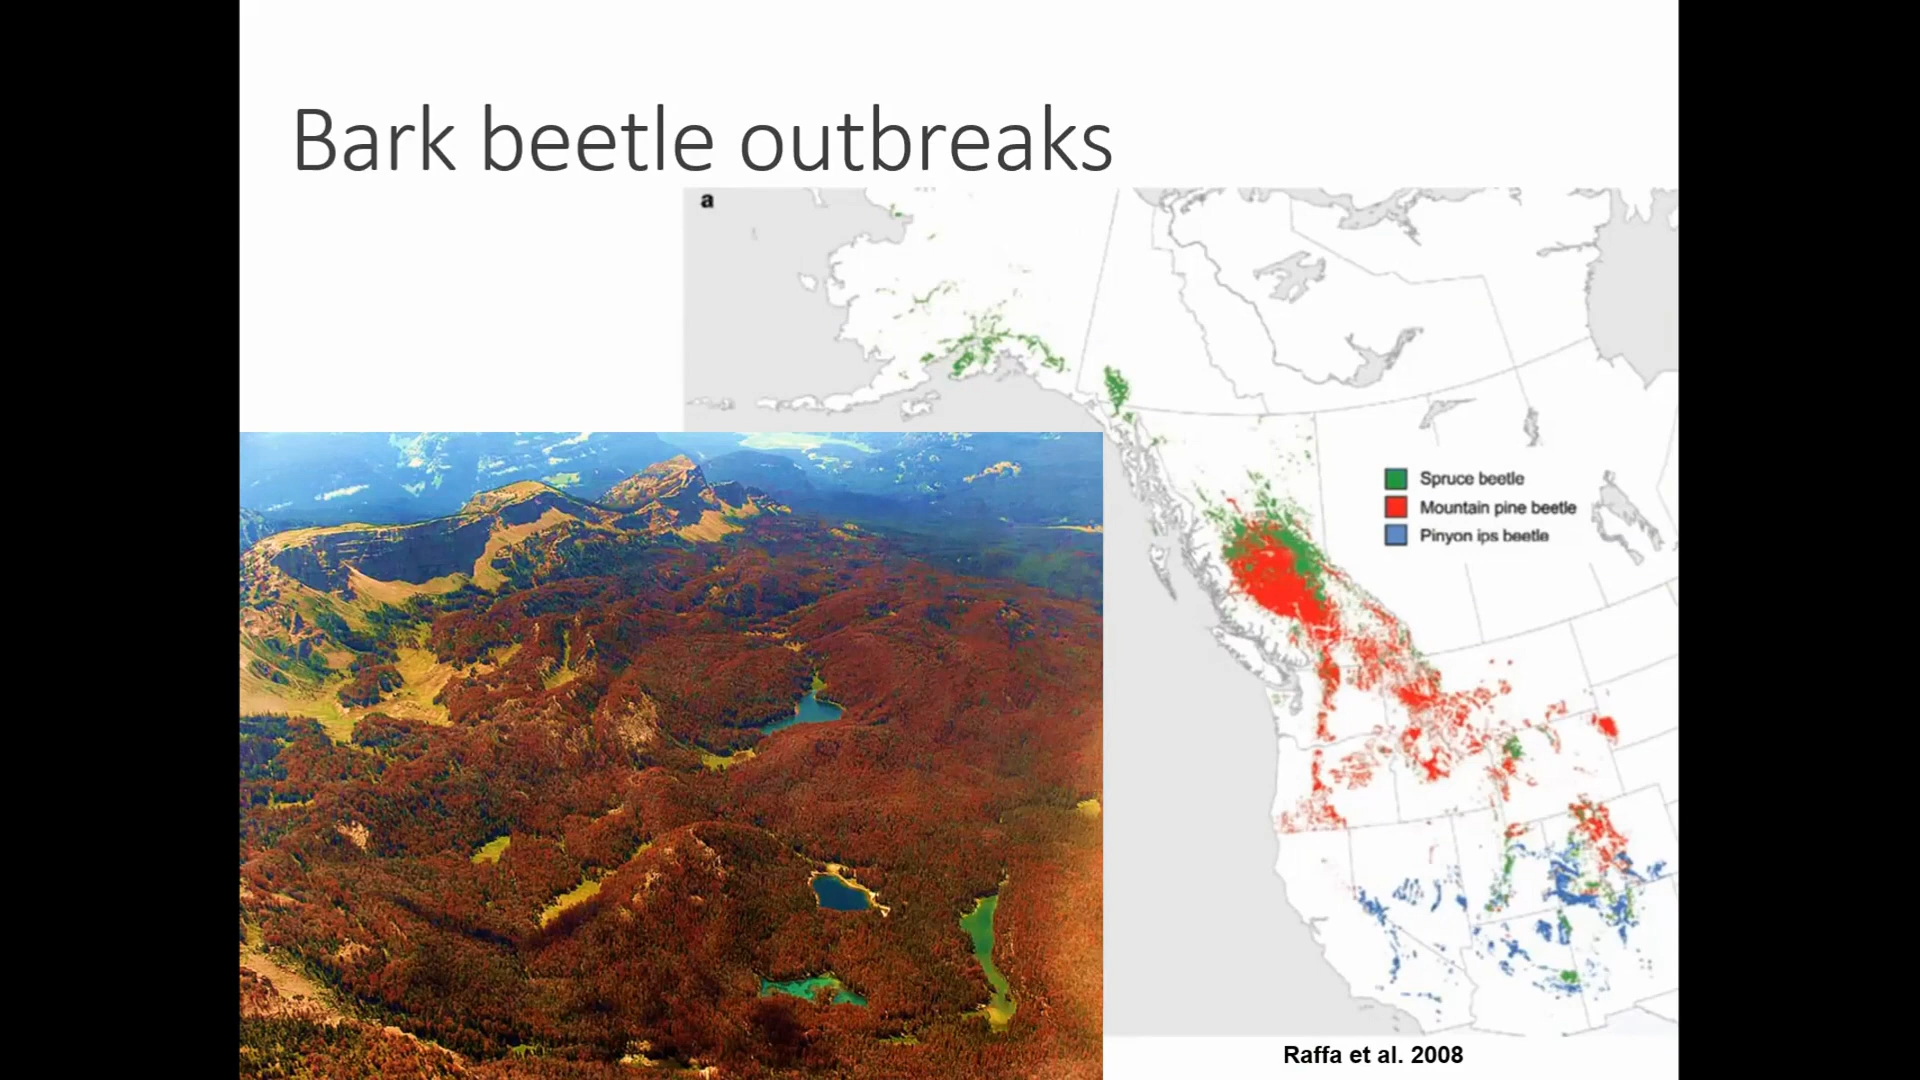 Bark beetle outbreaks
a
Spruce beetle
Mountain pine beetle
Pinyon ips beetle
Raffa et al. 2008